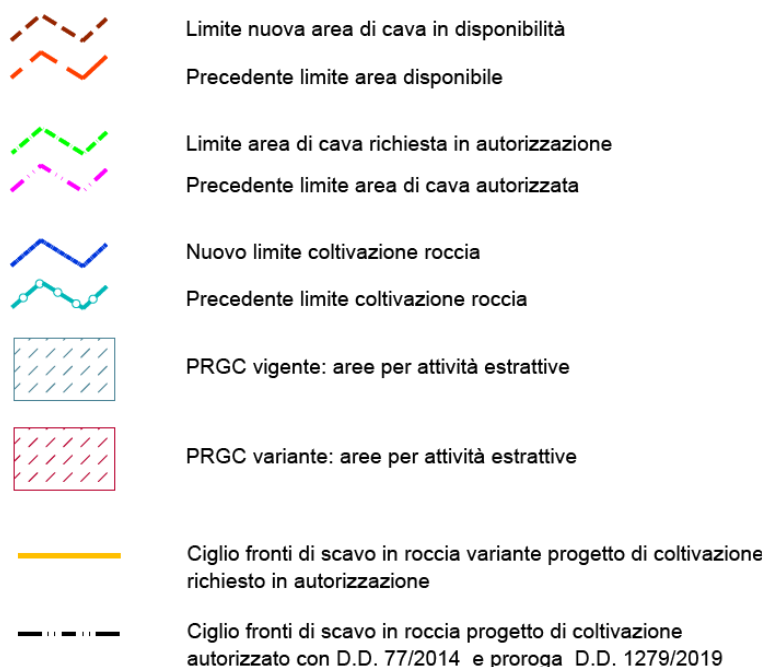 Limite nuova area di cava in disponibilità
Precedente limite area disponibile
Limite area di cava richiesta in autorizzazione
Precedente limite area di cava autorizzata
Nuovo limite coltivazione roccia
Precedente limite coltivazione roccia
PRGC vigente: aree per attività estrattive
PRGC variante: aree per attività estrattive
Ciglio fronti di scavo in roccia variante progetto di coltivazione
richiesto in autorizzazione
Ciglio fronti di scavo in roccia progetto di coltivazione
autorizzato con D.D. 77/2014 e proroga D.D. 1279/2019